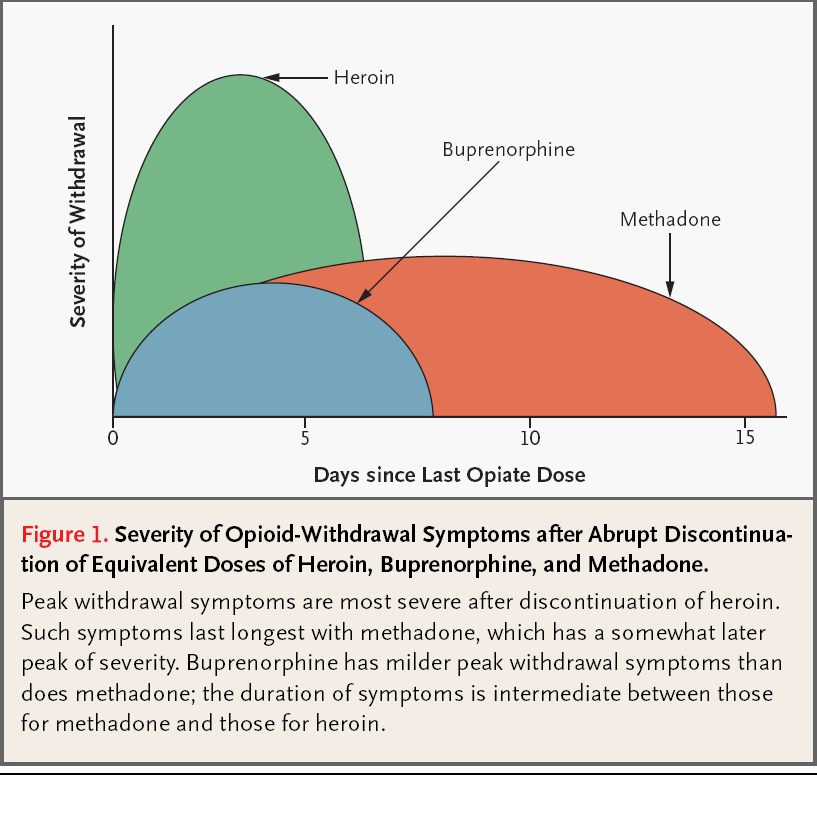 Heroin
Buprenorphine
Methadone
Severity of Withdrawal
0
5
10
15
Days since Last Opiate Dose
Figure 1. Severity of Opioid-Withdrawal Symptoms after Abrupt Discontinua-
tion of Equivalent Doses of Heroin, Buprenorphine, and Methadone.
Peak withdrawal symptoms are most severe after discontinuation of heroin.
Such symptoms last longest with methadone, which has a somewhat later
peak of severity. Buprenorphine has milder peak withdrawal symptoms than
does methadone; the duration of symptoms is intermediate between those
for methadone and those for heroin.